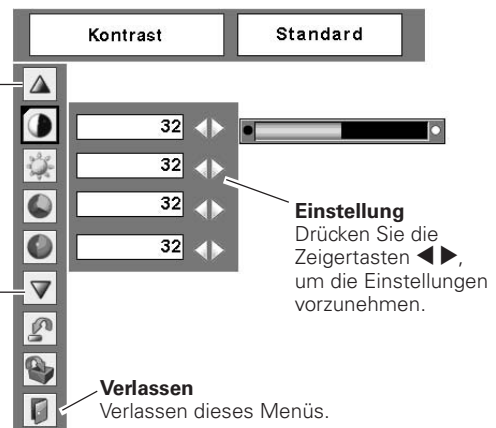 Kontrast Standard
32
32
32
32
Einstellung
Drücken Sie die
Zeigertasten ◀ ▶,
um die Einstellungen
vorzunehmen.
Verlassen
Verlassen dieses Menüs.